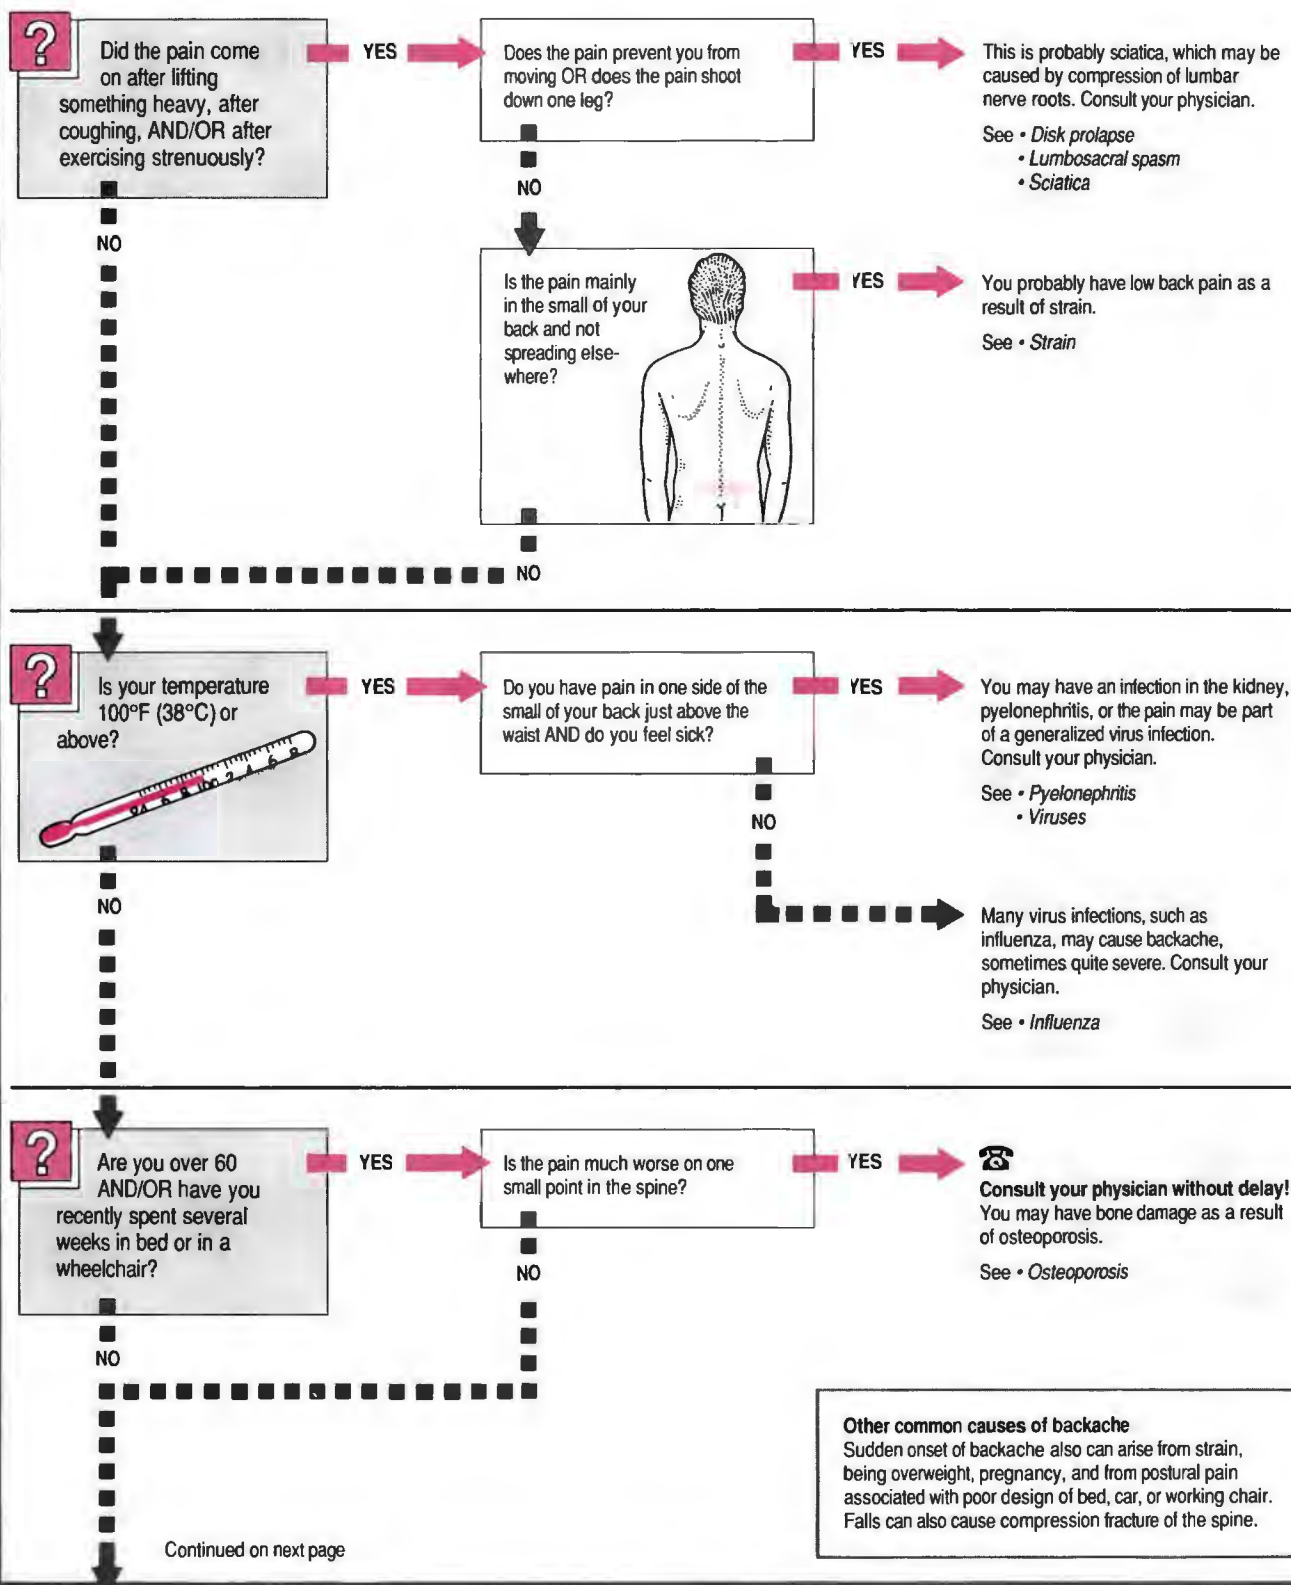 ?
Did the pain come
on after lifting
something heavy, after
coughing, AND/OR after
exercising strenuously?
YES
Does the pain prevent you from
moving OR does the pain shoot
down one leg?
YES
This is probably sciatica, which may be
caused by compression of lumbar
nerve roots. Consult your physician.
See • Disk prolapse
• Lumbosacral spasm
• Sciatica
NO
NO
Is the pain mainly
in the small of your
back and not
spreading else-
where?
YES
You probably have low back pain as a
result of strain.
See • Strain
NO
?
Is your temperature
100°F (38°C) or
above?
94 6 8 100 2 4 6 8
YES
Do you have pain in one side of the
small of your back just above the
waist AND do you feel sick?
YES
You may have an infection in the kidney,
pyelonephritis, or the pain may be part
of a generalized virus infection.
Consult your physician.
See • Pyelonephritis
• Viruses
NO
NO
Many virus infections, such as
influenza, may cause backache,
sometimes quite severe. Consult your
physician.
See • Influenza
?
Are you over 60
AND/OR have you
recently spent several
weeks in bed or in a
wheelchair?
YES
Is the pain much worse on one
small point in the spine?
YES
Consult your physician without delay!
You may have bone damage as a result
of osteoporosis.
See • Osteoporosis
NO
NO
Other common causes of backache
Sudden onset of backache also can arise from strain,
being overweight, pregnancy, and from postural pain
associated with poor design of bed, car, or working chair.
Falls can also cause compression fracture of the spine.
Continued on next page